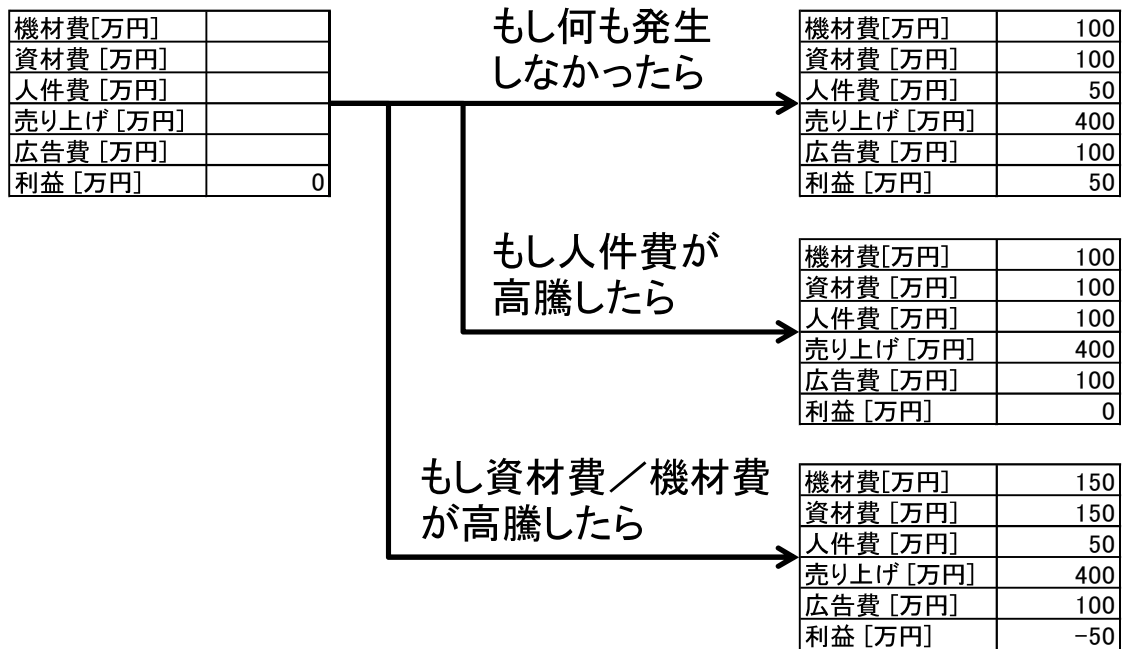 機材費[万円]
資材費 [万円]
人件費 [万円]
売り上げ [万円]
広告費 [万円]
利益 [万円] 0
もし何も発生
しなかったら
機材費[万円] 100
資材費 [万円] 100
人件費 [万円] 50
売り上げ [万円] 400
広告費 [万円] 100
利益 [万円] 50
もし人件費が
高騰したら
機材費[万円] 100
資材費 [万円] 100
人件費 [万円] 100
売り上げ [万円] 400
広告費 [万円] 100
利益 [万円] 0
もし資材費／機材費
が高騰したら
機材費[万円] 150
資材費 [万円] 150
人件費 [万円] 50
売り上げ [万円] 400
広告費 [万円] 100
利益 [万円] -50